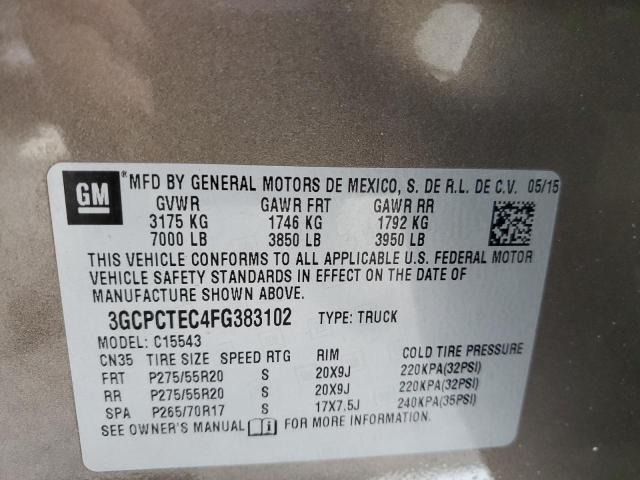 GM ® MFD BY GENERAL MOTORS DE MEXICO, S. DE R.L. DE C.V. 05/15
GVWR GAWR FRT GAWR RR
3175 KG 1746 KG 1792 KG
7000 LB 3850 LB 3950 LB
THIS VEHICLE CONFORMS TO ALL APPLICABLE U.S. FEDERAL MOTOR
VEHICLE SAFETY STANDARDS IN EFFECT ON THE DATE OF
MANUFACTURE SHOWN ABOVE.
3GCPCTEC4FG383102 TYPE: TRUCK
MODEL: C15543
CN35 TIRE SIZE SPEED RTG RIM COLD TIRE PRESSURE
FRT P275/55R20 S 20X9J 220KPA(32PSI)
RR P275/55R20 S 20X9J 220KPA(32PSI)
SPA P265/70R17 S 17X7.5J 240KPA(35PSI)
SEE OWNER'S MANUAL FOR MORE INFORMATION.